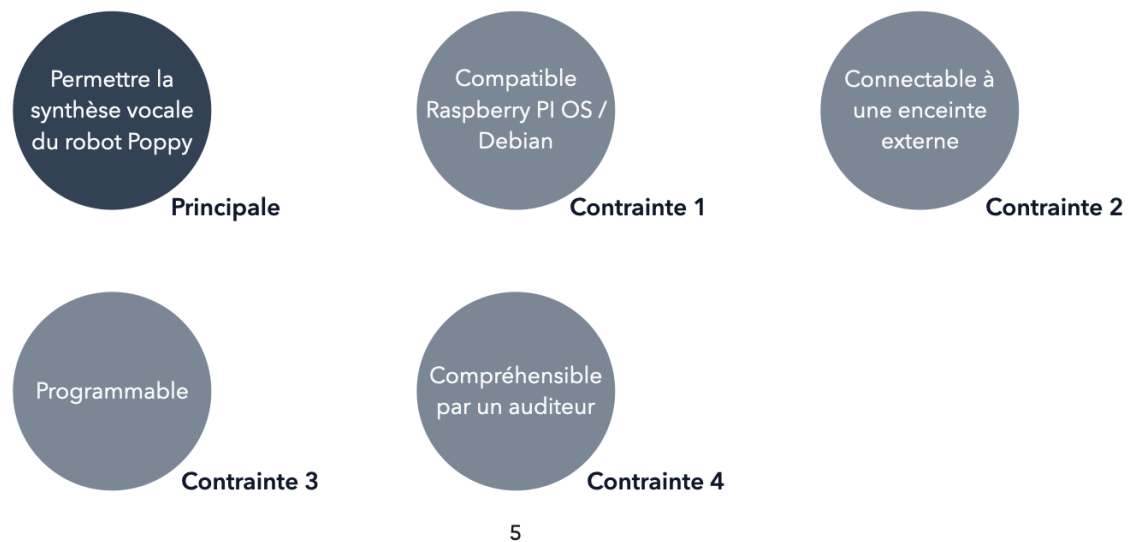 Permettre la
synthèse vocale
du robot Poppy
Principale
Compatible
Raspberry PI OS /
Debian
Contrainte 1
Connectable à
une enceinte
externe
Contrainte 2
Programmable
Contrainte 3
Compréhensible
par un auditeur
Contrainte 4
5